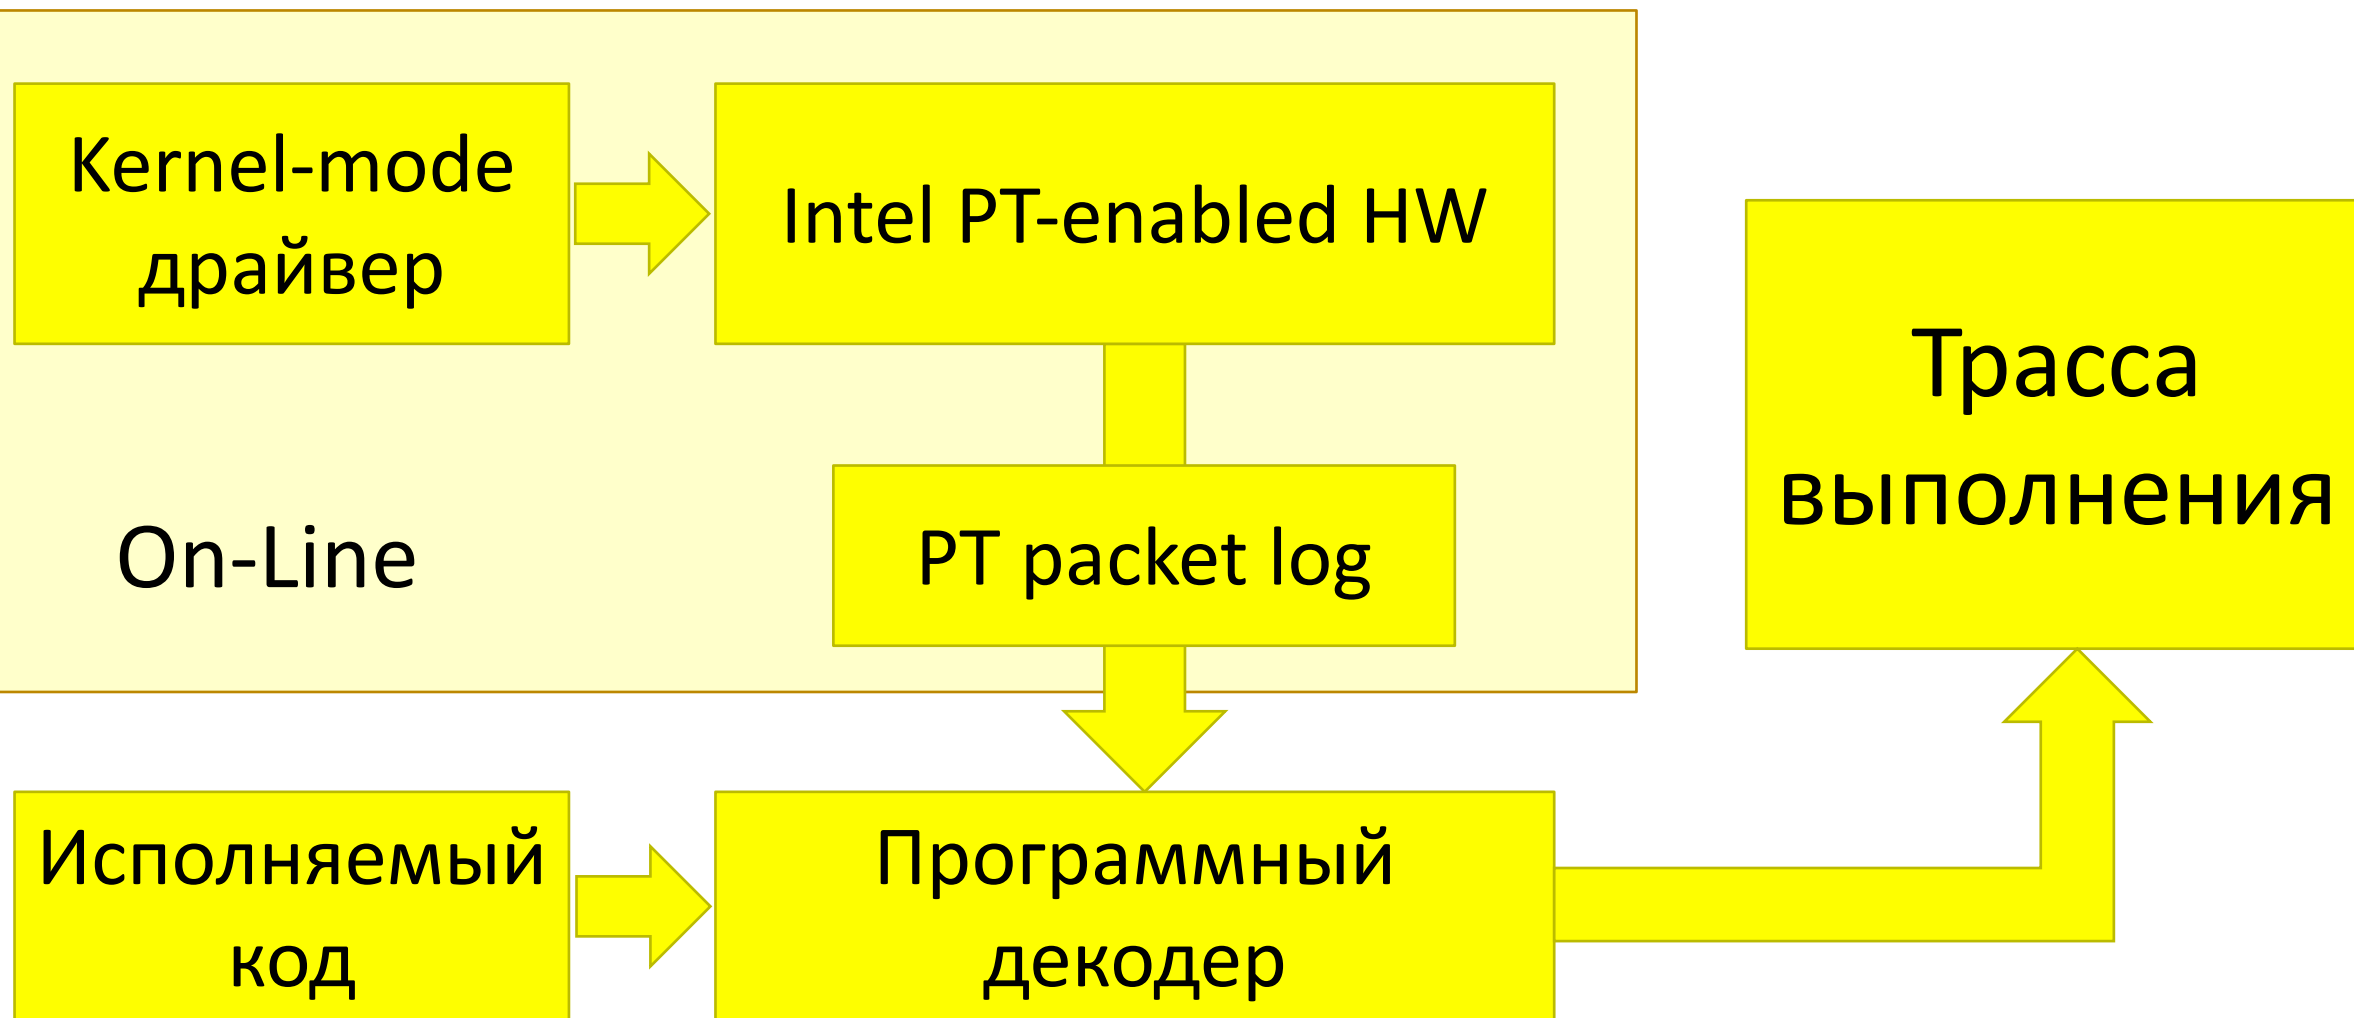 Kernel-mode
драйвер
Intel PT-enabled HW
Трасса
выполнения
On-Line
PT packet log
Исполняемый
код
Программный
декодер